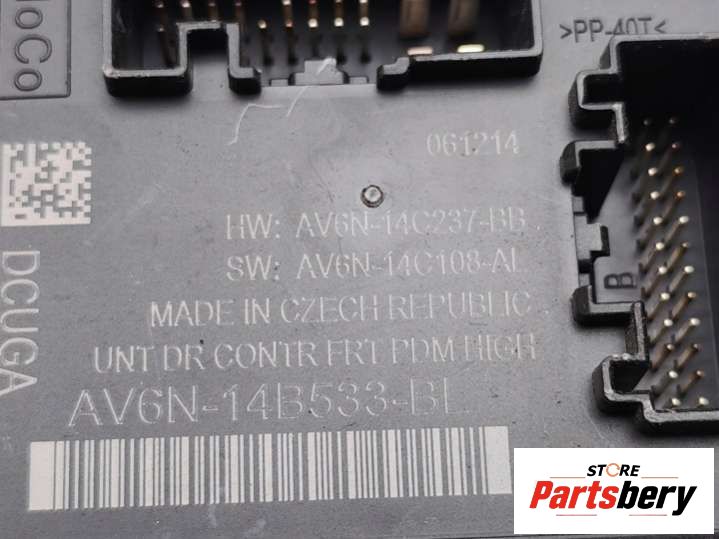 oCo
>PP-40T<
061214
HW: AV6N-14C237-BB
SW: AV6N-14C108-AL
MADE IN CZECH REPUBLIC
UNT DR CONTR FRT PDM HIGH
AV6N-14B533-BL
DCUGA
B
STORE
Partsbery